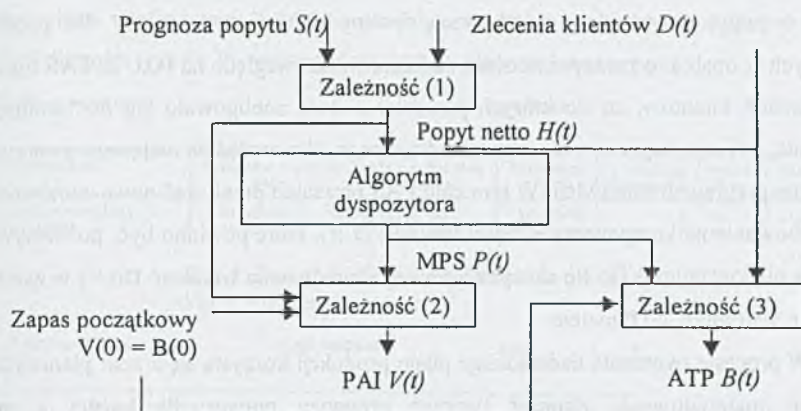 Prognoza popytu S(t)
Zlecenia klientów D(t)
Zależność (1)
Popyt netto H(t)
Algorytm
dyspozytora
MPS P(t)
Zależność (2)
Zależność (3)
Zapas początkowy
V(0) = B(0)
PAI V(t)
ATP B(t)